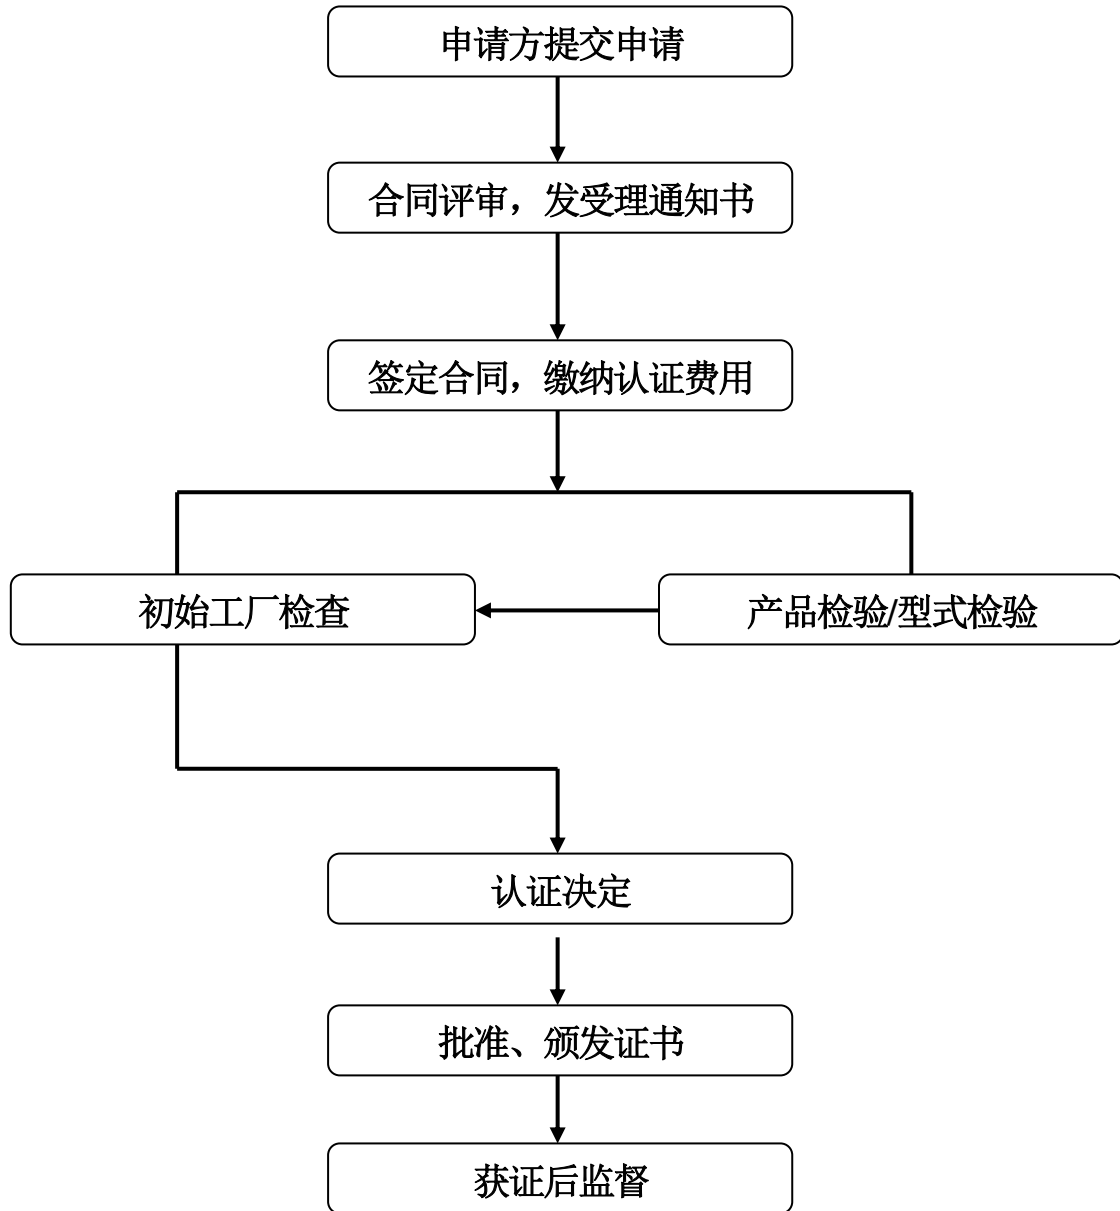 申请方提交申请
合同评审，发受理通知书
签定合同，缴纳认证费用
初始工厂检查
产品检验/型式检验
认证决定
批准、颁发证书
获证后监督